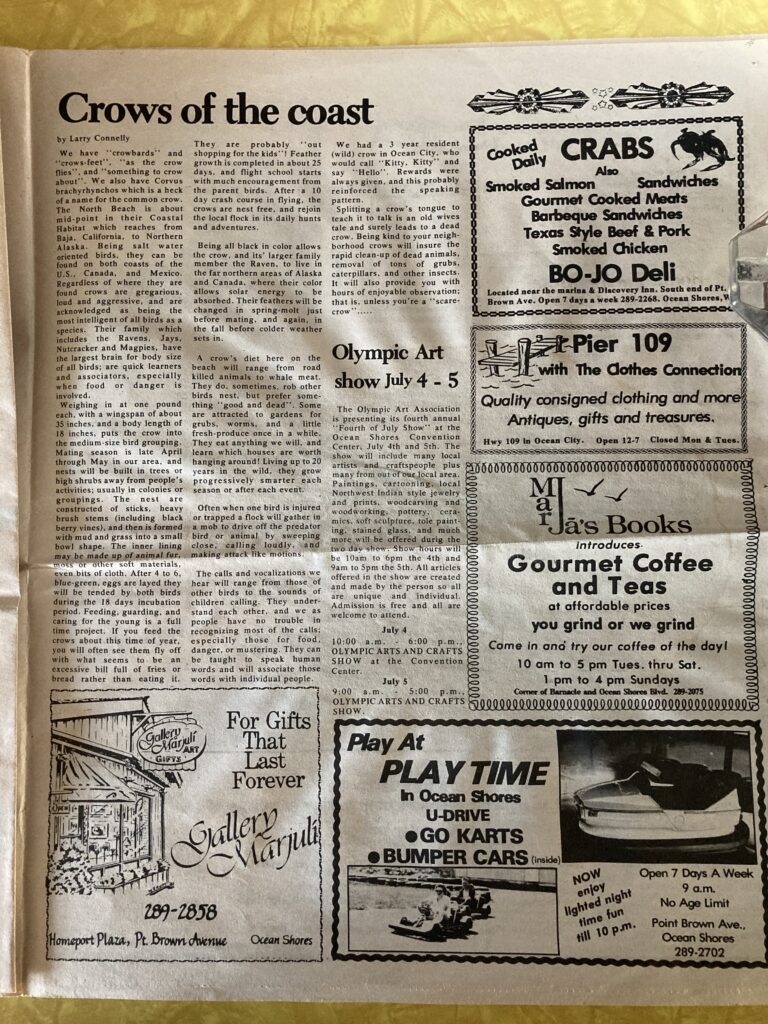 Crows of the coast
by Larry Connelly
We have "crowbards" and
"crows-feet", "as the crow
flies", and "something to crow
about". We also have Corvus
brachyrhynchos which is a heck
of a name for the common crow.
The North Beach is about
mid-point in their Coastal
Habitat which reaches from
Baja, California, to Northern
Alaska. Being salt water
oriented birds, they can be
found on both coasts of the
U.S., Canada, and Mexico.
Regardless of where they are
found crows are gregarious,
loud and aggressive, and are
acknowledged as being the
most intelligent of all birds as a
species. Their family which
includes the Ravens, Jays,
Nutcracker and Magpies, have
the largest brain for body size
of all birds; are quick learners
and associators, especially
when food or danger is
involved.
Weighing in at one pound
each, with a wingspan of about
35 inches, and a body length of
18 inches, puts the crow into
the medium-size bird grouping.
Mating season is late April
through May in our area, and
nests will be built in trees or
high shrubs away from people's
activities; usually in colonies or
groupings. The nest are
constructed of sticks, heavy
brush stems (including black
berry vines), and then is formed
with mud and grass into a small
bowl shape. The inner lining
may be made up of animal fur,
moss or other soft materials,
even bits of cloth. After 4 to 6,
blue-green, eggs are layed they
will be tended by both birds
during the 18 days incubation
period. Feeding, guarding, and
caring for the young is a full
time project. If you feed the
crows about this time of year,
you will often see them fly off
with what seems to be an
excessive bill full of fries or
bread rather than eating it.
They are probably "out
shopping for the kids"! Feather
growth is completed in about 25
days, and flight school starts
with much encouragement from
the parent birds. After a 10
day crash course in flying, the
crows are nest free, and rejoin
the local flock in its daily hunts
and adventures.
Being all black in color allows
the crow, and its' larger family
member the Raven, to live in
the far northern areas of Alaska
and Canada, where their color
allows solar energy to be
absorbed. Their feathers will be
changed in spring-molt just
before mating, and again, in
the fall before colder weather
sets in.
A crow's diet here on the
beach will range from road
killed animals to whale meat.
They do, sometimes, rob other
birds nest, but prefer some-
thing "good and dead". Some
are attracted to gardens for
grubs, worms, and a little
fresh-produce once in a while.
They eat anything we will, and
learn which houses are worth
hanging around! Living up to 20
years in the wild, they grow
progressively smarter each
season or after each event.
Often when one bird is injured
or trapped a flock will gather in
a mob to drive off the predator
bird or animal by sweeping
close, calling loudly, and
making attack like motions.
The calls and vocalizations we
hear will range from those of
other birds to the sounds of
children calling. They under-
stand each other, and we as
people have no trouble in
recognizing most of the calls;
especially those for food,
danger, or mustering. They can
be taught to speak human
words and will associate those
words with individual people.
We had a 3 year resident
(wild) crow in Ocean City, who
would call "Kitty, Kitty" and
say "Hello". Rewards were
always given, and this probably
reinforced the speaking
pattern.
Splitting a crow's tongue to
teach it to talk is an old wives
tale and surely leads to a dead
crow. Being kind to your neigh-
borhood crows will insure the
rapid clean-up of dead animals,
removal of tons of grubs,
caterpillars, and other insects.
It will also provide you with
hours of enjoyable observation;
that is, unless you're a "scare-
crow".....
Olympic Art
show July 4 - 5
The Olympic Art Association
is presenting its fourth annual
"Fourth of July Show" at the
Ocean Shores Convention
Center, July 4th and 5th. The
show will include many local
artists and craftspeople plus
many from out of our local area.
Paintings, cartooning, local
Northwest Indian style jewelry
and prints, woodcarving and
woodworking, pottery, cera-
mics, soft sculpture, tole paint-
ing, stained glass, and much
more will be offered during the
two day show. Show hours will
be 10am to 6pm the 4th and
9am to 5pm the 5th. All articles
offered in the show are created
and made by the person so all
are unique and individual.
Admission is free and all are
welcome to attend.
July 4
10:00 a.m. - 6:00 p.m.,
OLYMPIC ARTS AND CRAFTS
SHOW at the Convention
Center.
July 5
9:00 a.m. - 5:00 p.m.,
OLYMPIC ARTS AND CRAFTS
SHOW.
Cooked
Daily
CRABS
Also
Smoked Salmon Sandwiches
Gourmet Cooked Meats
Barbeque Sandwiches
Texas Style Beef & Pork
Smoked Chicken
BO-JO Deli
Located near the marina & Discovery Inn. South end of Pt.
Brown Ave. Open 7 days a week 289-2268. Ocean Shores, W
Pier 109
with The Clothes Connection
Quality consigned clothing and more
Antiques, gifts and treasures.
Hwy 109 in Ocean City. Open 12-7 Closed Mon & Tues.
MarJa's Books
introduces
Gourmet Coffee
and Teas
at affordable prices
you grind or we grind
Come in and try our coffee of the day!
10 am to 5 pm Tues. thru Sat.
1 pm to 4 pm Sundays
Corner of Barnacle and Ocean Shores Blvd. 289-2075
Gallery
Marjuli
ART
GIFTS
For Gifts
That
Last
Forever
Gallery
Marjuli
289-2858
Homeport Plaza, Pt. Brown Avenue Ocean Shores
Play At
PLAY TIME
In Ocean Shores
U-DRIVE
●GO KARTS
●BUMPER CARS (inside)
NOW
enjoy
lighted night
time fun
till 10 p.m.
Open 7 Days A Week
9 a.m.
No Age Limit
Point Brown Ave.,
Ocean Shores
289-2702